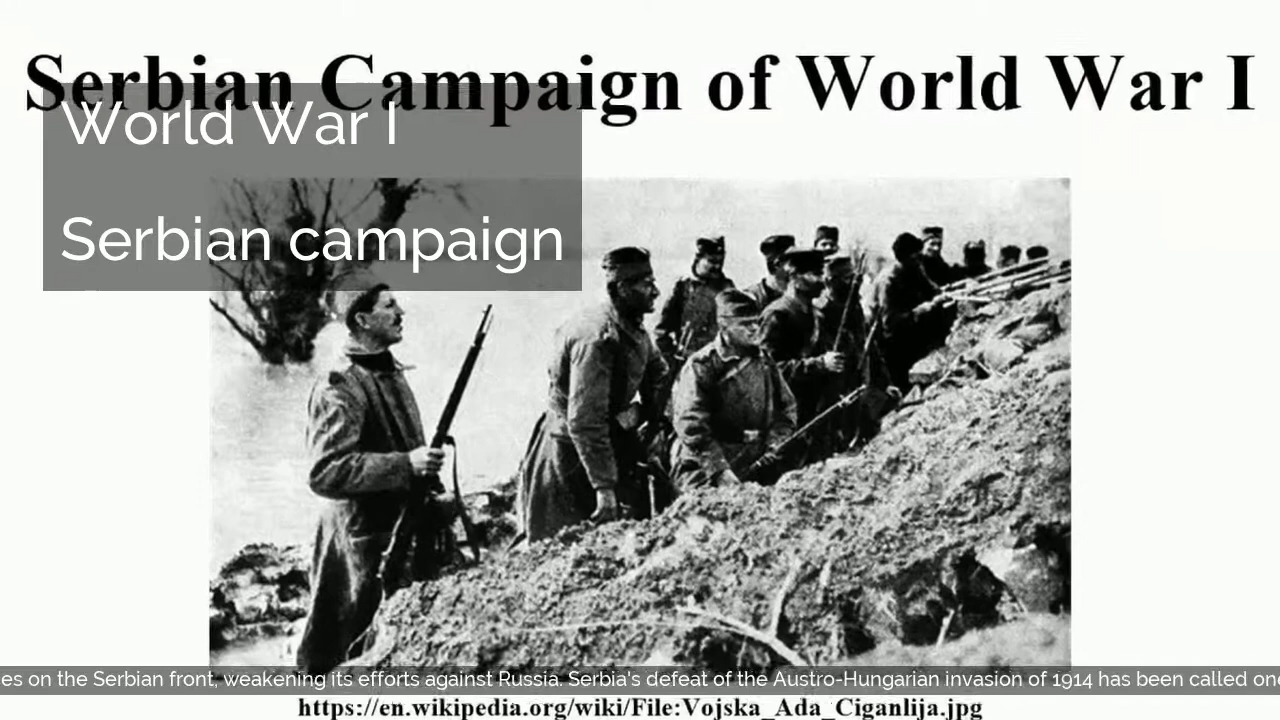 Serbian Campaign of World War I
World War I
Serbian campaign
es on the Serbian front, weakening its efforts against Russia. Serbia's defeat of the Austro-Hungarian invasion of 1914 has been called one
https://en.wikipedia.org/wiki/File:Vojska_Ada_Ciganlija.jpg